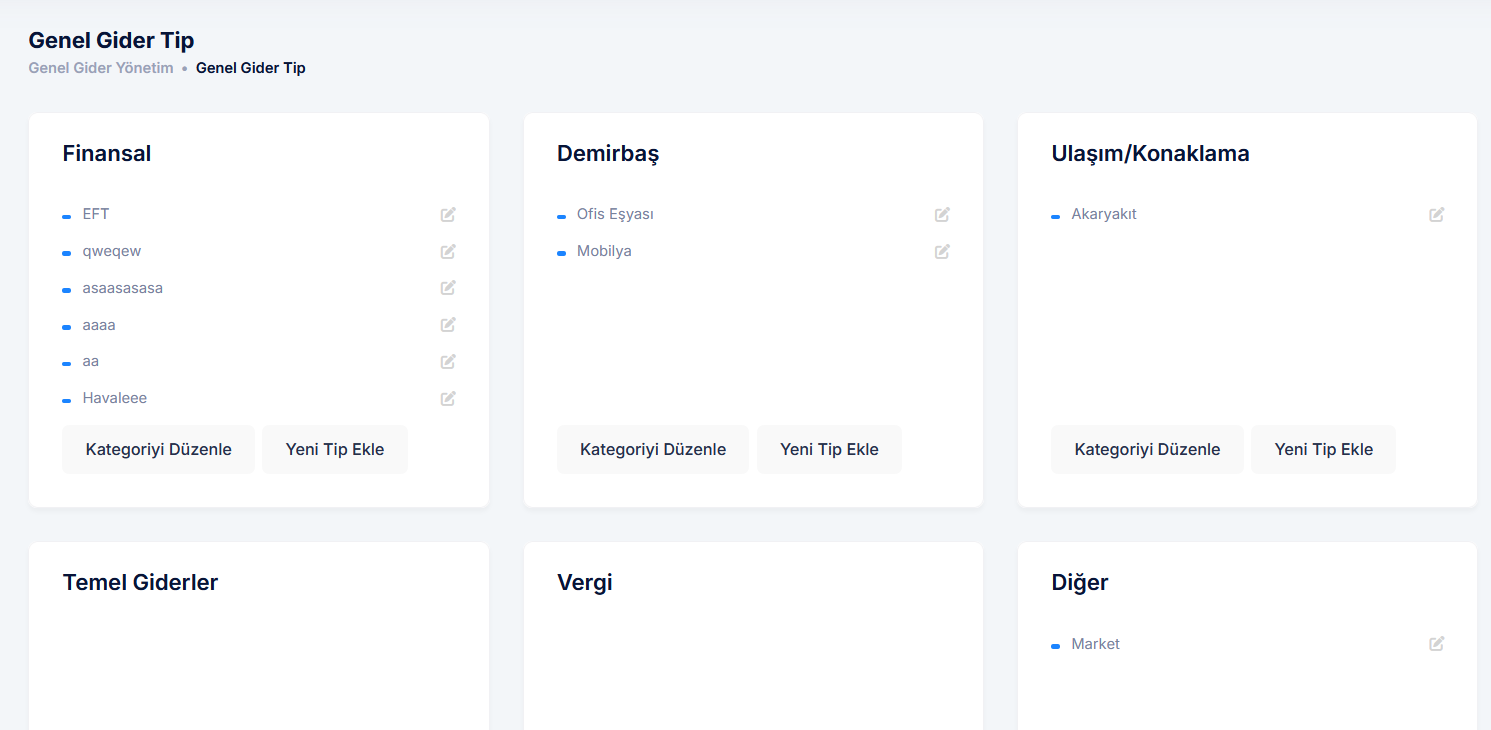 Genel Gider Tip
Genel Gider Yönetim • Genel Gider Tip
Finansal
EFT
qweqew
asaasasasa
aaaa
aa
Havaleee
Kategoriyi Düzenle Yeni Tip Ekle
Demirbaş
Ofis Eşyası
Mobilya
Kategoriyi Düzenle Yeni Tip Ekle
Ulaşım/Konaklama
Akaryakıt
Kategoriyi Düzenle Yeni Tip Ekle
Temel Giderler
Vergi
Diğer
Market